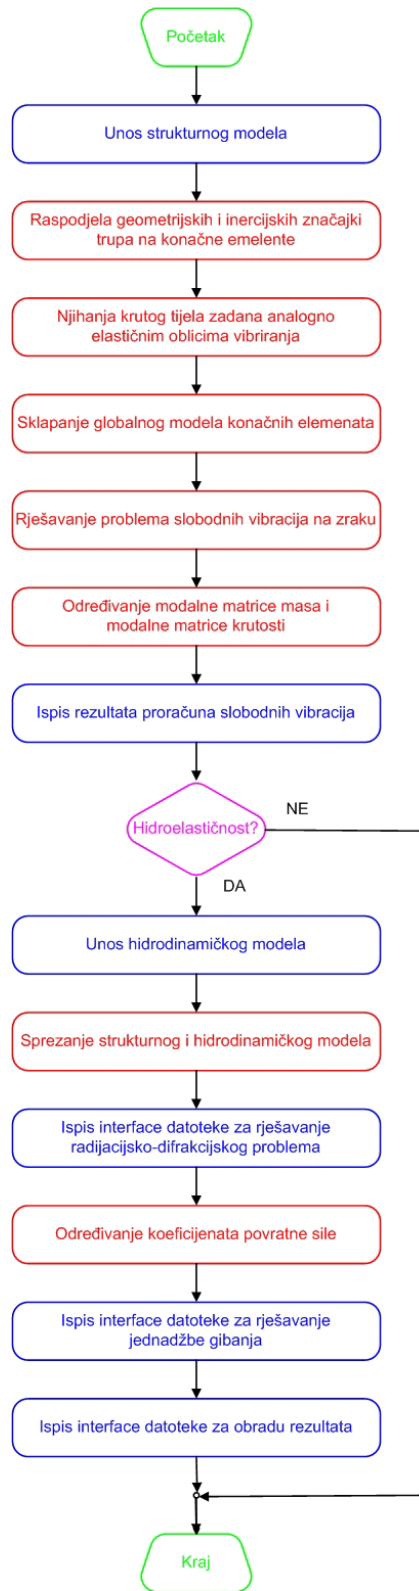 Početak
Unos strukturnog modela
Raspodjela geometrijskih i inercijskih značajki
trupa na konačne emelente
Njihanja krutog tijela zadana analogno
elastičnim oblicima vibriranja
Sklapanje globalnog modela konačnih elemenata
Rješavanje problema slobodnih vibracija na zraku
Određivanje modalne matrice masa i
modalne matrice krutosti
Ispis rezultata proračuna slobodnih vibracija
Hidroelastičnost?
NE
DA
Unos hidrodinamičkog modela
Sprezanje strukturnog i hidrodinamičkog modela
Ispis interface datoteke za rješavanje
radijacijsko-difrakcijskog problema
Određivanje koeficijenata povratne sile
Ispis interface datoteke za rješavanje
jednadžbe gibanja
Ispis interface datoteke za obradu rezultata
Kraj